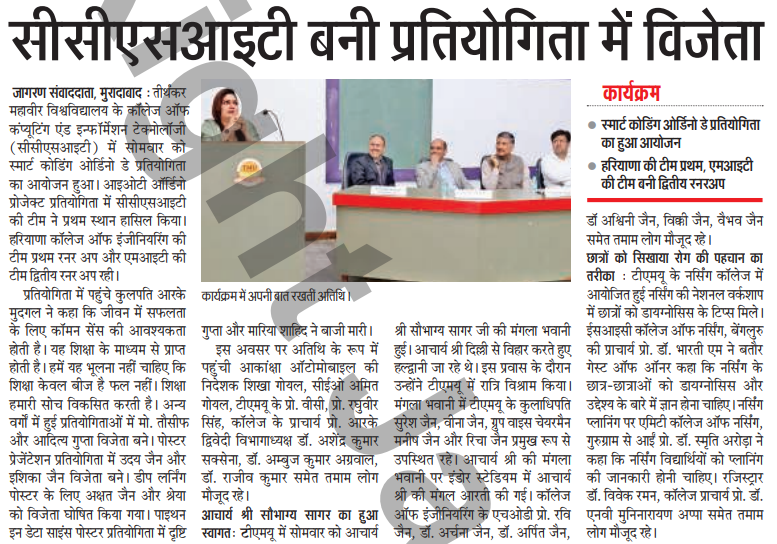 सीसीएसआइटी बनी प्रतियोगिता में विजेता
जागरण संवाददाता, मुरादाबाद : तीर्थंकर
महावीर विश्वविद्यालय के कॉलेज ऑफ
कंप्यूटिंग एंड इन्फॉर्मेशन टेक्नोलॉजी
(सीसीएसआइटी) में सोमवार को
स्मार्ट कोडिंग ओर्डिनो डे प्रतियोगिता
का आयोजन हुआ। आइओटी ऑर्डिनो
प्रोजेक्ट प्रतियोगिता में सीसीएसआइटी
की टीम ने प्रथम स्थान हासिल किया।
हरियाणा कॉलेज ऑफ इंजीनियरिंग की
टीम प्रथम रनर अप और एमआइटी की
टीम द्वितीय रनर अप रही।
प्रतियोगिता में पहुंचे कुलपति आरके
मुदगल ने कहा कि जीवन में सफलता
के लिए कॉमन सेंस की आवश्यकता
होती है। यह शिक्षा के माध्यम से प्राप्त
होती है। हमें यह भूलना नहीं चाहिए कि
शिक्षा केवल बीज है फल नहीं। शिक्षा
हमारी सोच विकसित करती है। अन्य
वर्गों में हुई प्रतियोगिताओं में मो. तौसीफ
और आदित्य गुप्ता विजेता बने। पोस्टर
प्रेजेंटेशन प्रतियोगिता में उदय जैन और
इशिका जैन विजेता बने। डीप लर्निंग
पोस्टर के लिए अक्षत जैन और श्रेया
को विजेता घोषित किया गया। पाइथन
इन डेटा साइंस पोस्टर प्रतियोगिता में दृष्टि
TMU
कार्यक्रम में अपनी बात रखती अतिथि।
गुप्ता और मारिया शाहिद ने बाजी मारी।
इस अवसर पर अतिथि के रूप में
पहुंची आकांक्षा ऑटोमोबाइल की
निदेशक शिखा गोयल, सीईओ अमित
गोयल, टीएमयू के प्रो. वीसी, प्रो. रघुवीर
सिंह, कॉलेज के प्राचार्य प्रो. आरके
द्विवेदी विभागाध्यक्ष डॉ. अशेंद्र कुमार
सक्सेना, डॉ. अम्बुज कुमार अग्रवाल,
डॉ. राजीव कुमार समेत तमाम लोग
मौजूद रहे।
आचार्य श्री सौभाग्य सागर का हुआ
स्वागत: टीएमयू में सोमवार को आचार्य
श्री सौभाग्य सागर जी की मंगला भवानी
हुई। आचार्य श्री दिल्ली से विहार करते हुए
हल्द्वानी जा रहे थे। इस प्रवास के दौरान
उन्होंने टीएमयू में रात्रि विश्राम किया।
मंगला भवानी में टीएमयू के कुलाधिपति
सुरेश जैन, वीना जैन, ग्रुप वाइस चेयरमैन
मनीष जैन और रिचा जैन प्रमुख रूप से
उपस्थित रहे। आचार्य श्री की मंगला
भवानी पर इंडोर स्टेडियम में आचार्य
श्री की मंगल आरती की गई। कॉलेज
ऑफ इंजीनियरिंग के एचओडी प्रो. रवि
जैन, डॉ. अर्चना जैन, डॉ. अर्पित जैन,
कार्यक्रम
स्मार्ट कोडिंग ओर्डिनो डे प्रतियोगिता
का हुआ आयोजन
हरियाणा की टीम प्रथम, एमआइटी
की टीम बनी द्वितीय रनरअप
डॉ अश्विनी जैन, विक्की जैन, वैभव जैन
समेत तमाम लोग मौजूद रहे।
छात्रों को सिखाया रोग की पहचान का
तरीका : टीएमयू के नर्सिंग कॉलेज में
आयोजित हुई नर्सिंग की नेशनल वर्कशाप
में छात्रों को डायग्नोसिस के टिप्स मिले।
ईसआइसी कॉलेज ऑफ नर्सिंग, बेंगलुरु
की प्राचार्य प्रो. डॉ. भारती एम ने बतौर
गेस्ट ऑफ ऑनर कहा कि नर्सिंग के
छात्र-छात्राओं को डायग्नोसिस और
उद्देश्य के बारे में ज्ञान होना चाहिए। नर्सिंग
प्लानिंग पर एमिटी कॉलेज ऑफ नर्सिंग,
गुरुग्राम से आईं प्रो. डॉ. स्मृति अरोड़ा ने
कहा कि नर्सिंग विद्यार्थियों को प्लानिंग
की जानकारी होनी चाहिए। रजिस्ट्रार
डॉ. विवेक रमन, कॉलेज प्राचार्य प्रो. डॉ.
एनवी मुनिनारायण अप्पा समेत तमाम
लोग मौजूद रहे।